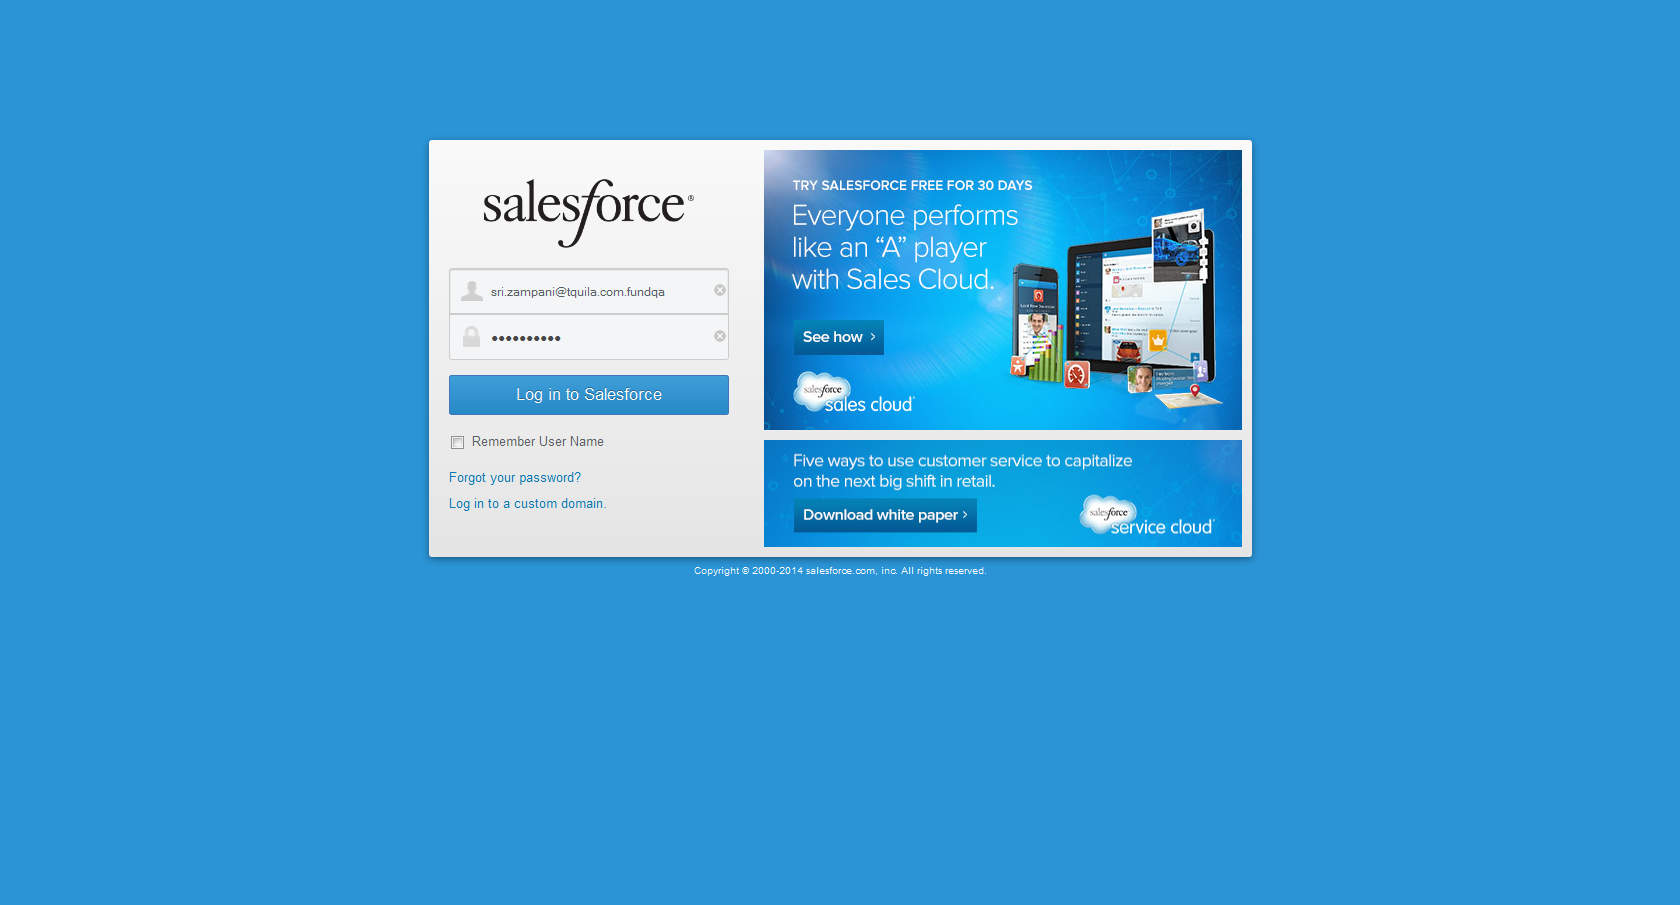 salesforce®
sri.zampani@tquila.com.fundqa
Log in to Salesforce
Remember User Name
Forgot your password?
Log in to a custom domain.
TRY SALESFORCE FREE FOR 30 DAYS
Everyone performs
like an “A” player
with Sales Cloud.
See how ›
salesforce
sales cloud
Five ways to use customer service to capitalize
on the next big shift in retail.
Download white paper ›
salesforce
service cloud
Copyright © 2000-2014 salesforce.com, inc. All rights reserved.